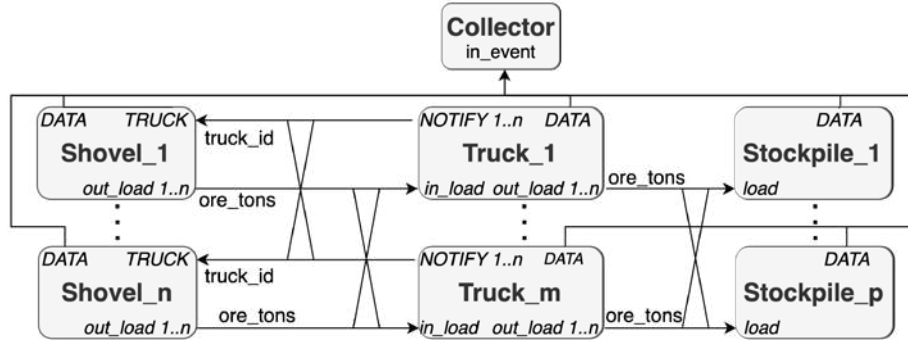 Collector
in_event
DATA TRUCK NOTIFY 1..n DATA DATA
truck_id
Shovel_1 Truck_1 Stockpile_1
out_load 1..n in_load out_load 1..n ore_tons load
ore_tons
DATA TRUCK NOTIFY 1..n DATA DATA
truck_id
Shovel_n Truck_m Stockpile_p
out_load 1..n ore_tons in_load out_load 1..n ore_tons load